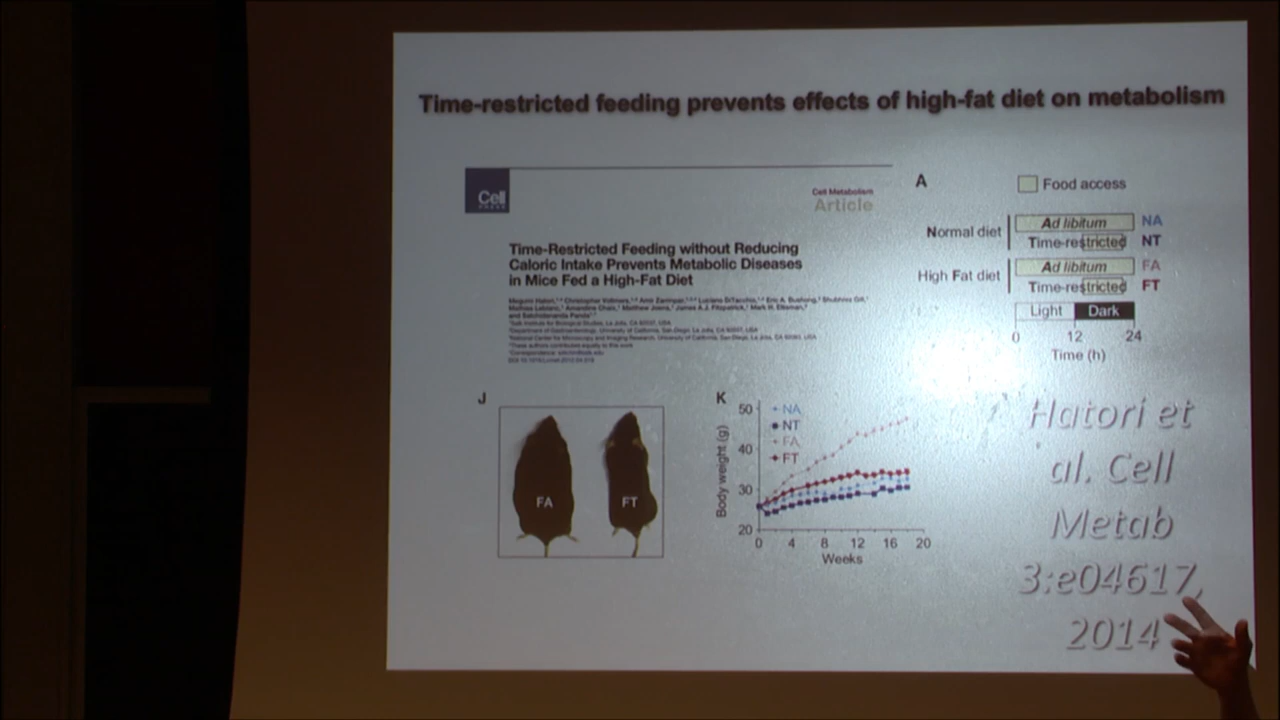 Time-restricted feeding prevents effects of high-fat diet on metabolism
Cell
PRESS
Cell Metabolism
Article
Time-Restricted Feeding without Reducing
Caloric Intake Prevents Metabolic Diseases
in Mice Fed a High-Fat Diet
A
Food access
Normal diet
Ad libitum
NA
Time-restricted
NT
High Fat diet
Ad libitum
FA
Time-restricted
FT
Light
Dark
0 12 24
Time (h)
J
FA
FT
K
Body weight (g)
50
40
30
20
NA
NT
FA
FT
0 4 8 12 16 20
Weeks
Hatori et
al. Cell
Metab
3:e04617,
2014